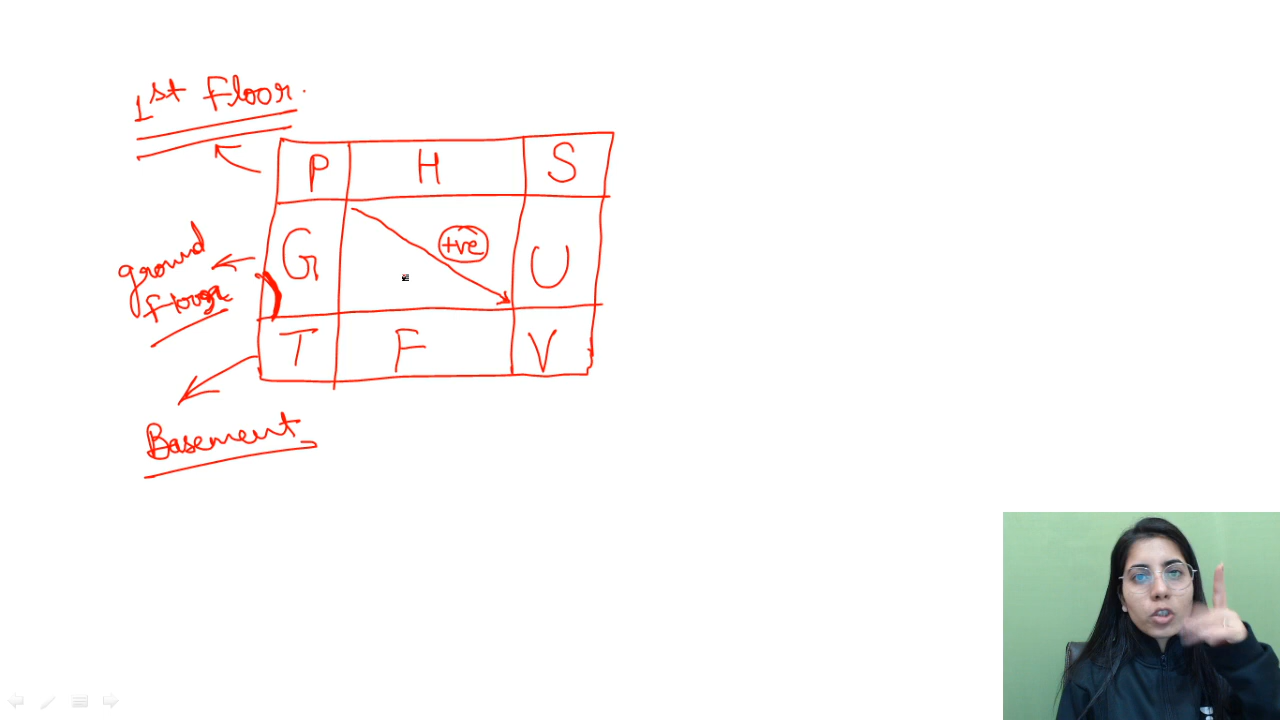 1st Floor.
P H S
ground
Floor
G +ve U
T F V
Basement